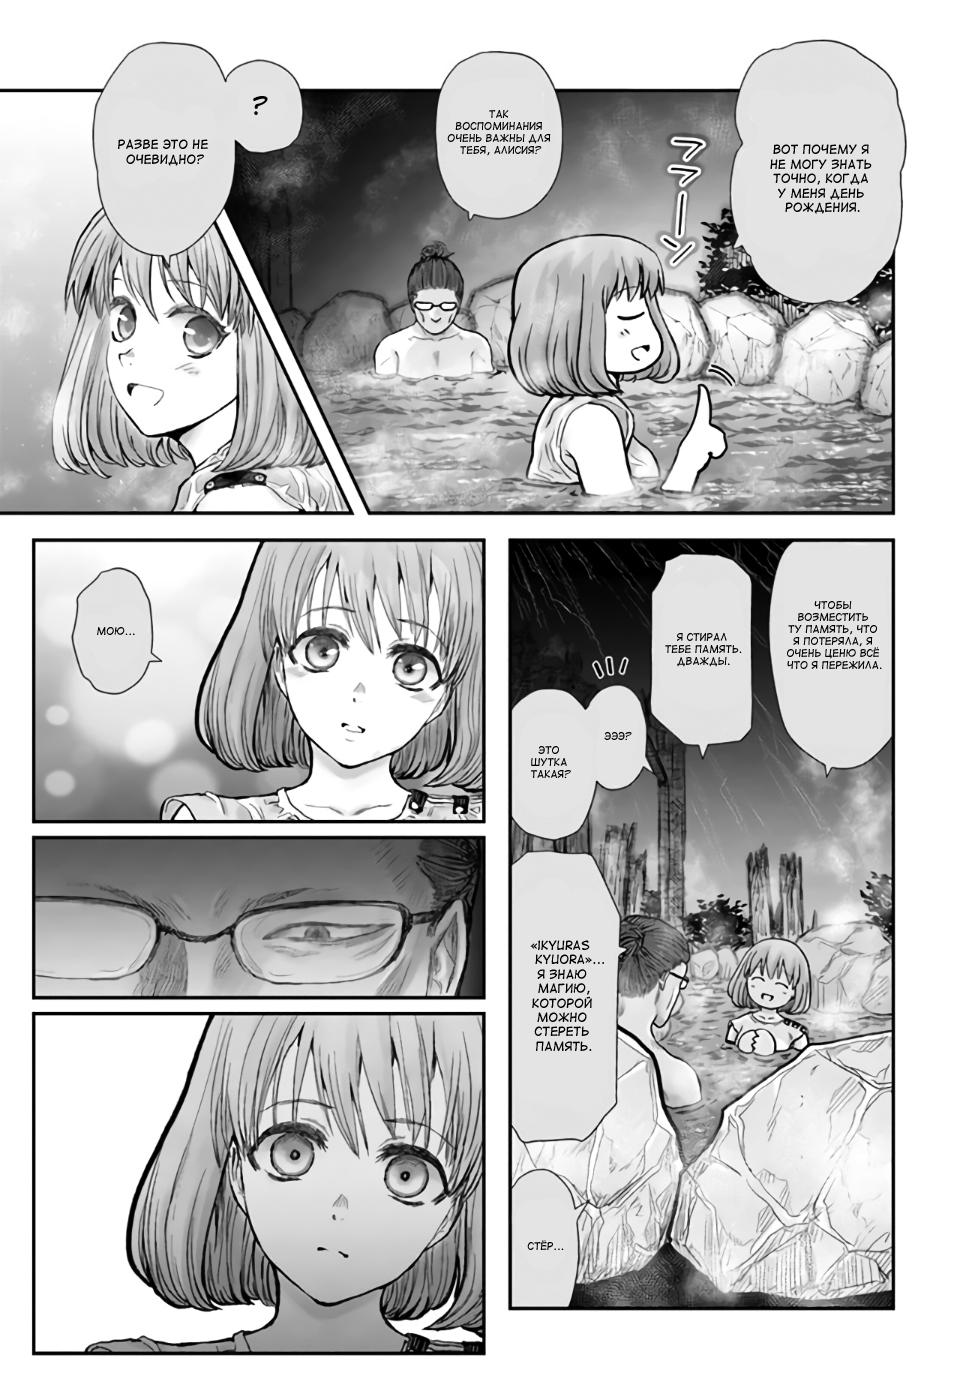 ВОТ ПОЧЕМУ Я
НЕ МОГУ ЗНАТЬ
ТОЧНО, КОГДА
У МЕНЯ ДЕНЬ
РОЖДЕНИЯ.
フフーン
ТАК
ВОСПОМИНАНИЯ
ОЧЕНЬ ВАЖНЫ ДЛЯ
ТЕБЯ, АЛИСИЯ?
?
РАЗВЕ ЭТО НЕ
ОЧЕВИДНО?
ЧТОБЫ
ВОЗМЕСТИТЬ
ТУ ПАМЯТЬ, ЧТО
Я ПОТЕРЯЛА, Я
ОЧЕНЬ ЦЕНЮ ВСЁ
ЧТО Я ПЕРЕЖИЛА.
Я СТИРАЛ
ТЕБЕ ПАМЯТЬ.
ДВАЖДЫ.
ЭЭЭ?
ЭТО
ШУТКА
ТАКАЯ?
«IKYURAS
KYUORA»...
Я ЗНАЮ
МАГИЮ,
КОТОРОЙ
МОЖНО
СТЕРЕТЬ
ПАМЯТЬ.
СТЁР...
МОЮ...